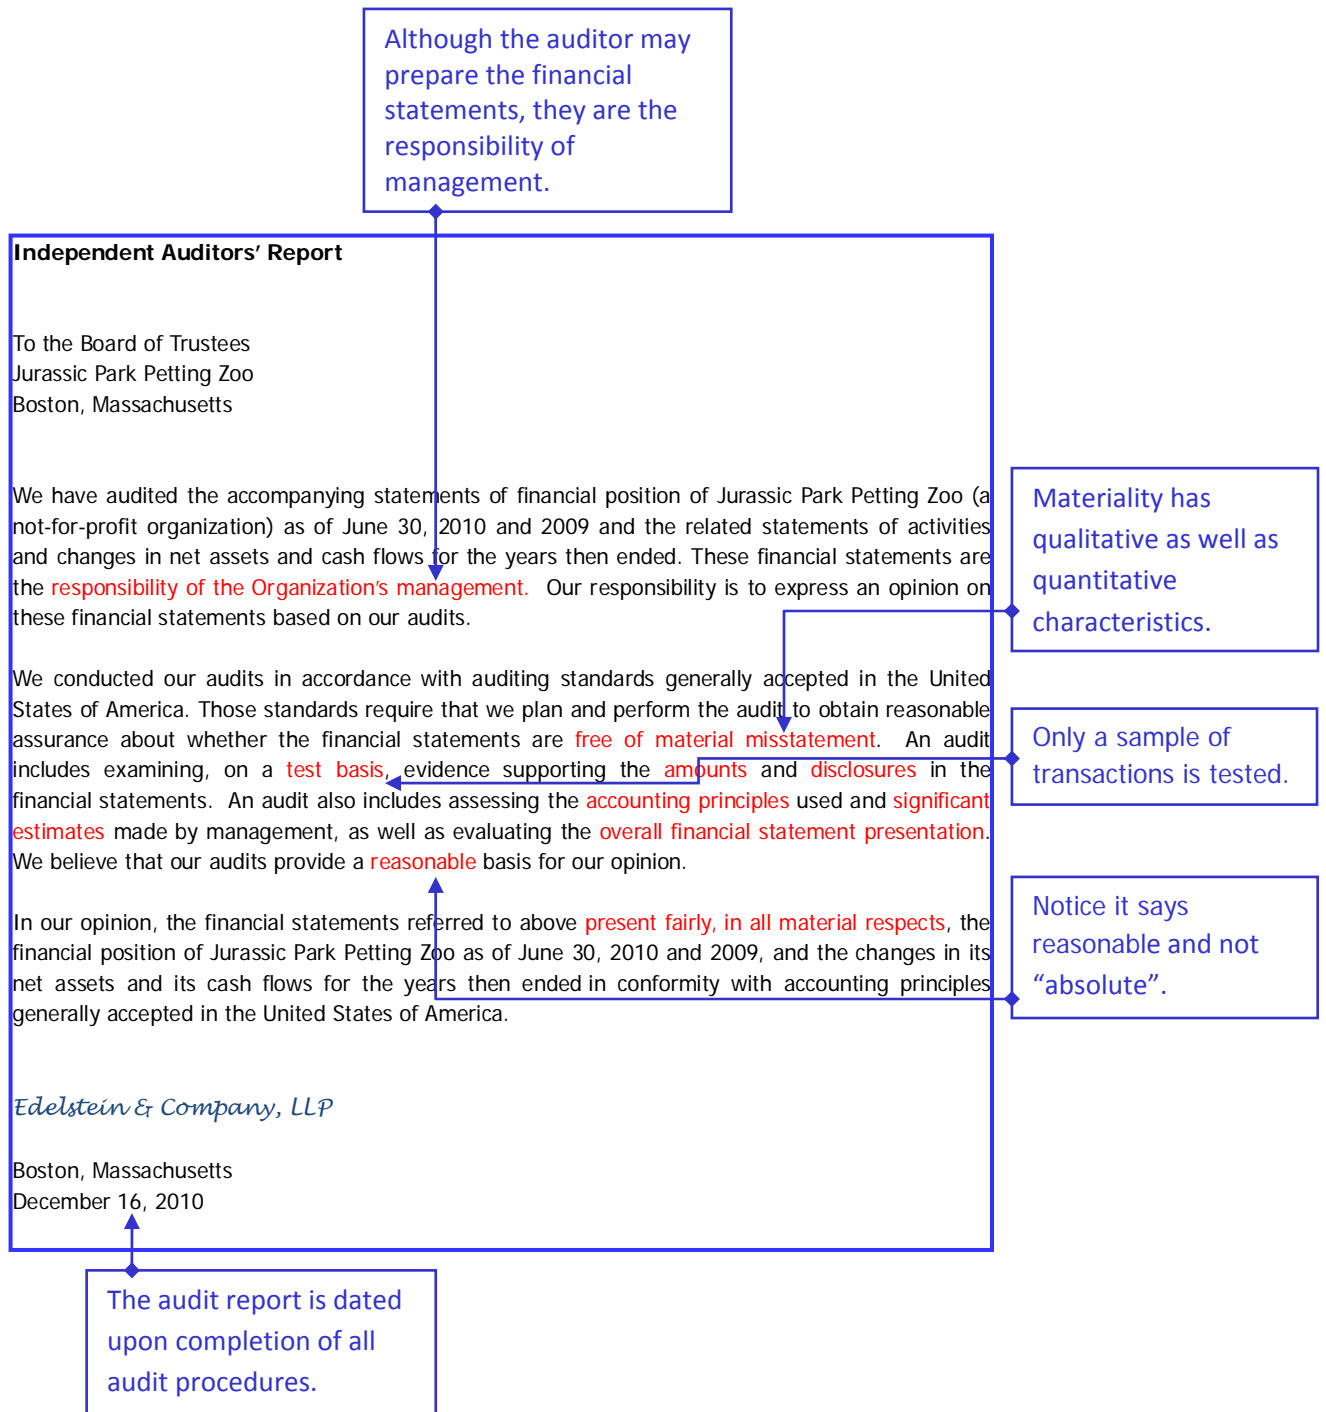 Although the auditor may
prepare the financial
statements, they are the
responsibility of
management.
Independent Auditors’ Report
To the Board of Trustees
Jurassic Park Petting Zoo
Boston, Massachusetts
We have audited the accompanying statements of financial position of Jurassic Park Petting Zoo (a
not-for-profit organization) as of June 30, 2010 and 2009 and the related statements of activities
and changes in net assets and cash flows for the years then ended. These financial statements are
the responsibility of the Organization’s management. Our responsibility is to express an opinion on
these financial statements based on our audits.
We conducted our audits in accordance with auditing standards generally accepted in the United
States of America. Those standards require that we plan and perform the audit to obtain reasonable
assurance about whether the financial statements are free of material misstatement. An audit
includes examining, on a test basis, evidence supporting the amounts and disclosures in the
financial statements. An audit also includes assessing the accounting principles used and significant
estimates made by management, as well as evaluating the overall financial statement presentation.
We believe that our audits provide a reasonable basis for our opinion.
In our opinion, the financial statements referred to above present fairly, in all material respects, the
financial position of Jurassic Park Petting Zoo as of June 30, 2010 and 2009, and the changes in its
net assets and its cash flows for the years then ended in conformity with accounting principles
generally accepted in the United States of America.
Edelstein & Company, LLP
Boston, Massachusetts
December 16, 2010
Materiality has
qualitative as well as
quantitative
characteristics.
Only a sample of
transactions is tested.
Notice it says
reasonable and not
“absolute”.
The audit report is dated
upon completion of all
audit procedures.